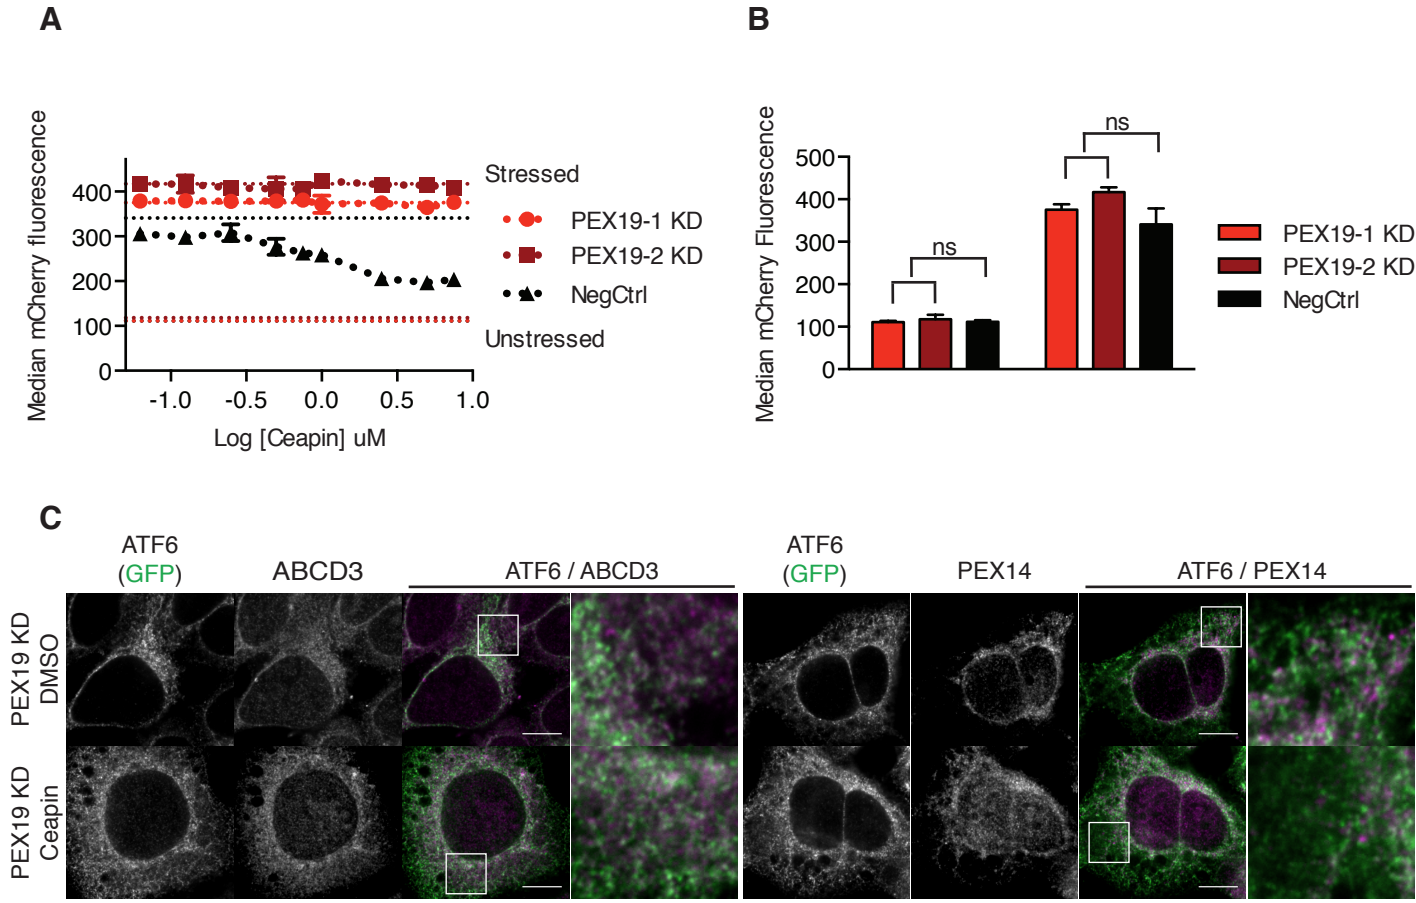 A
Median mCherry fluorescence
400
300
200
100
0
-1.0 -0.5 0.0 0.5 1.0
Log [Ceapin] uM
Stressed
PEX19-1 KD
PEX19-2 KD
NegCtrl
Unstressed
B
Median mCherry Fluorescence
500
400
300
200
100
0
ns
ns
PEX19-1 KD
PEX19-2 KD
NegCtrl
C
ATF6
(GFP)
ABCD3
ATF6 / ABCD3
ATF6
(GFP)
PEX14
ATF6 / PEX14
PEX19 KD
DMSO
PEX19 KD
Ceapin